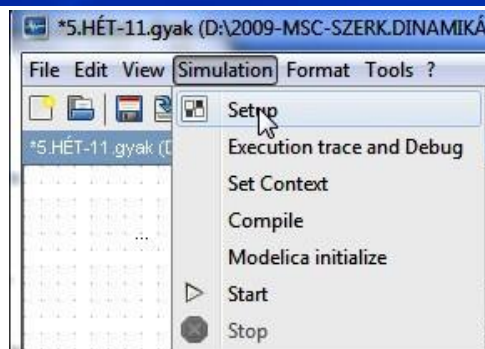 *5.HÉT-11.gyak (D:\2009-MSC-SZERK.DINAMIKÁ
File Edit View Simulation Format Tools ?
*5.HÉT-11.gyak (D
Setup
Execution trace and Debug
Set Context
...
Compile
Modelica initialize
Start
Stop